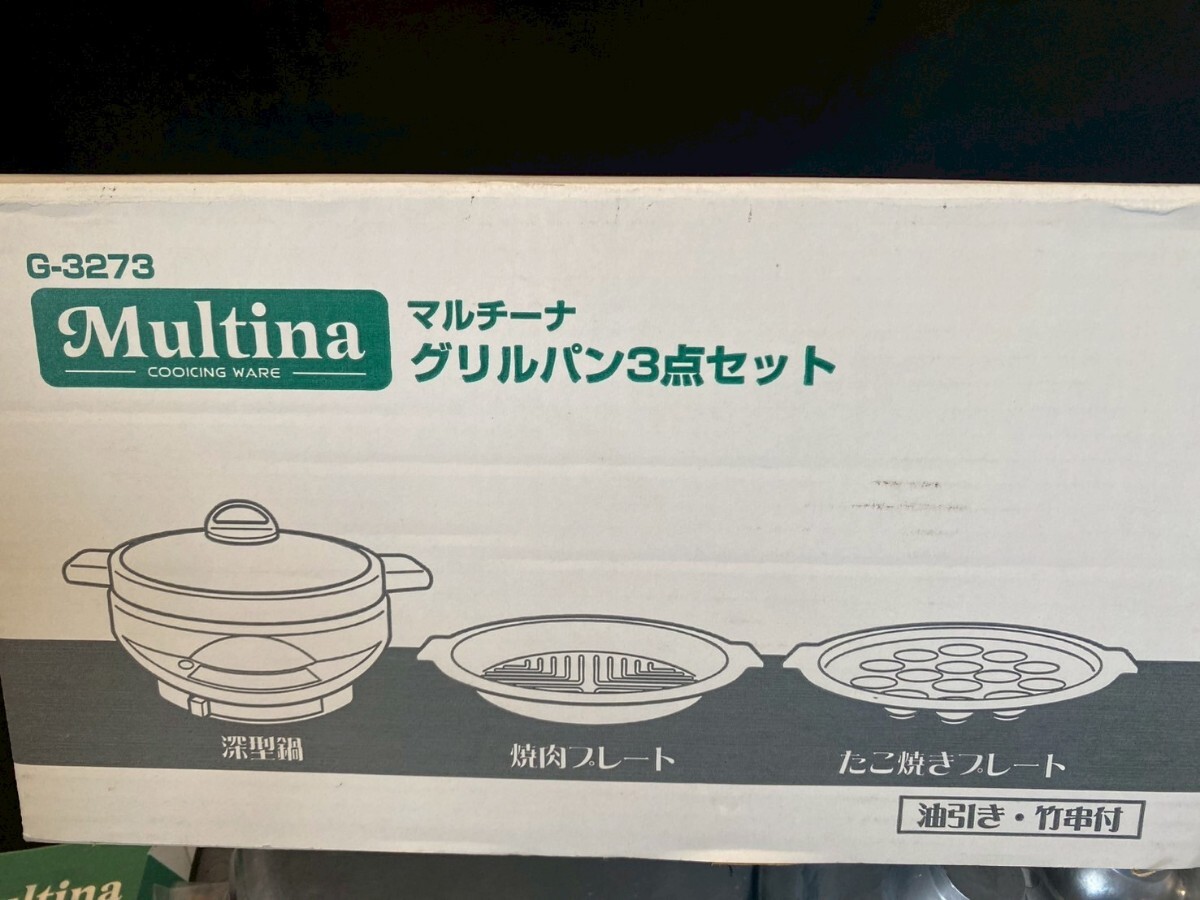 G-3273
Multina
COOICING WARE
マルチーナ
グリルパン3点セット
深型鍋
焼肉プレート
たこ焼きプレート
油引き・竹串付
ultina